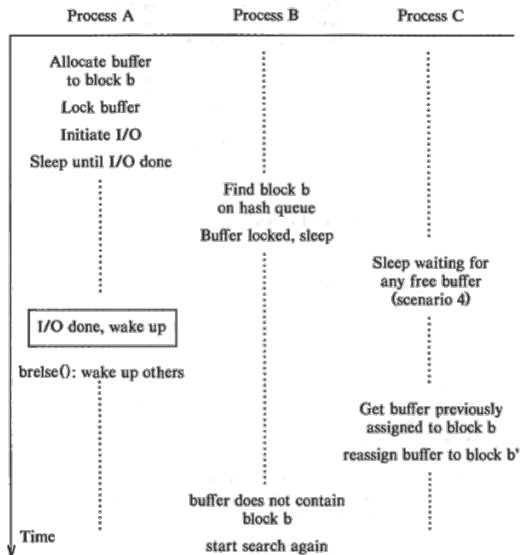 Process A
Process B
Process C
Allocate buffer
to block b
Lock buffer
Initiate I/O
Sleep until I/O done
Find block b
on hash queue
Buffer locked, sleep
Sleep waiting for
any free buffer
(scenario 4)
I/O done, wake up
brelse(): wake up others
Get buffer previously
assigned to block b
reassign buffer to block b'
buffer does not contain
block b
start search again
Time